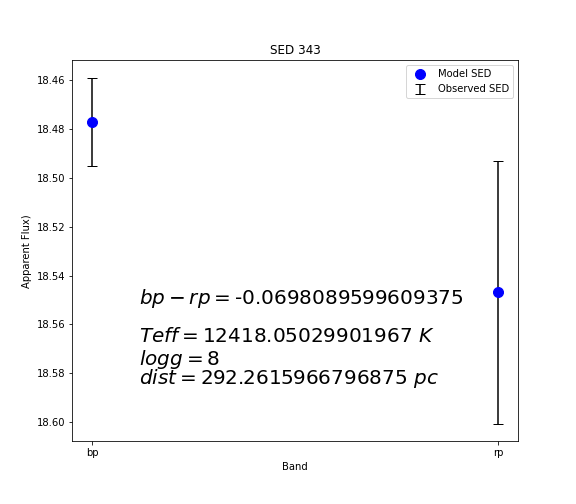 SED 343
Model SED
Observed SED
18.46
18.48
18.50
18.52
18.54
18.56
18.58
18.60
Apparent Flux)
bp − rp = -0.0698089599609375
Teff = 12418.05029901967 K
logg = 8
dist = 292.2615966796875 pc
bp
rp
Band